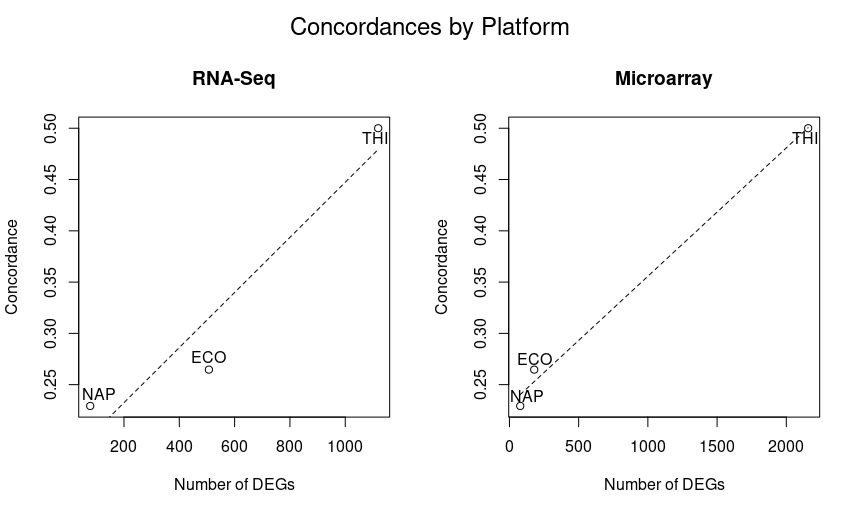 Concordances by Platform
RNA-Seq
Concordance
0.50
0.45
0.40
0.35
0.30
0.25
THI
ECO
NAP
200 400 600 800 1000
Number of DEGs
Microarray
Concordance
0.50
0.45
0.40
0.35
0.30
0.25
THI
ECO
NAP
0 500 1000 1500 2000
Number of DEGs